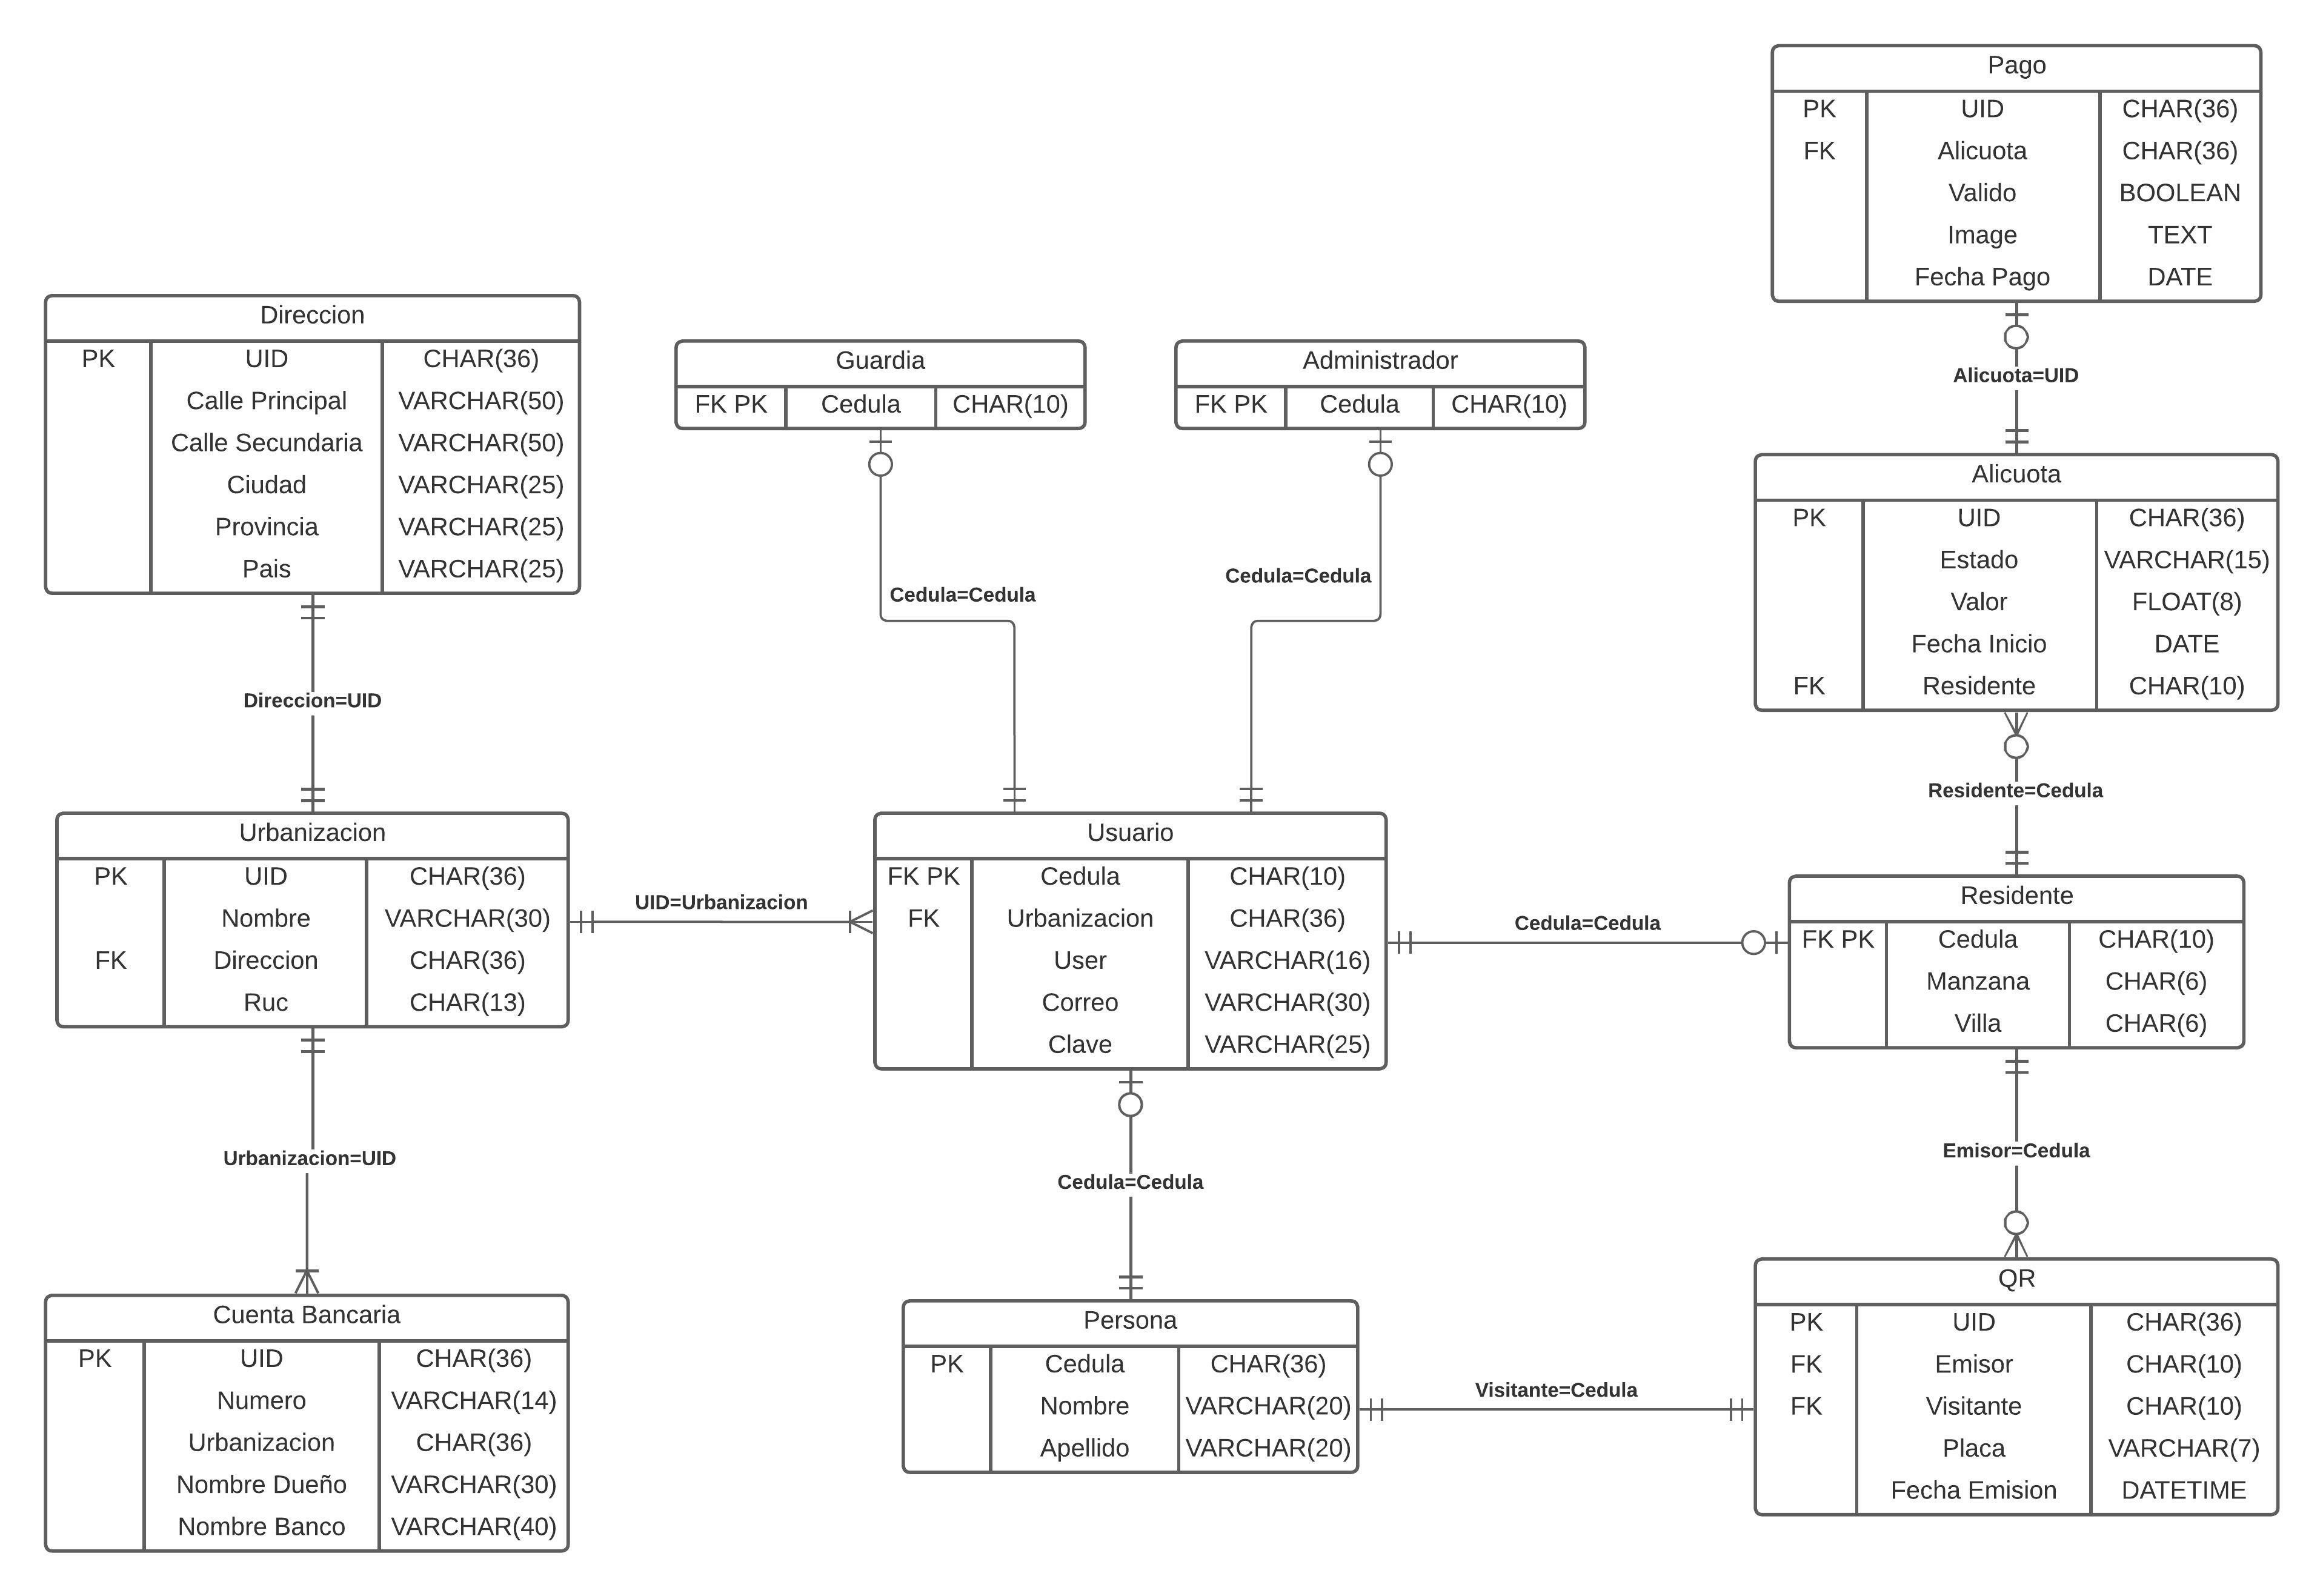 Pago
PK UID CHAR(36)
FK Alicuota CHAR(36)
Valido BOOLEAN
Image TEXT
Fecha Pago DATE
Alicuota=UID
Direccion
PK UID CHAR(36)
Calle Principal VARCHAR(50)
Calle Secundaria VARCHAR(50)
Ciudad VARCHAR(25)
Provincia VARCHAR(25)
Pais VARCHAR(25)
Direccion=UID
Guardia
FK PK Cedula CHAR(10)
Cedula=Cedula
Administrador
FK PK Cedula CHAR(10)
Cedula=Cedula
Alicuota
PK UID CHAR(36)
Estado VARCHAR(15)
Valor FLOAT(8)
Fecha Inicio DATE
FK Residente CHAR(10)
Residente=Cedula
Urbanizacion
PK UID CHAR(36)
Nombre VARCHAR(30)
FK Direccion CHAR(36)
Ruc CHAR(13)
UID=Urbanizacion
Usuario
FK PK Cedula CHAR(10)
FK Urbanizacion CHAR(36)
User VARCHAR(16)
Correo VARCHAR(30)
Clave VARCHAR(25)
Cedula=Cedula
Residente
FK PK Cedula CHAR(10)
Manzana CHAR(6)
Villa CHAR(6)
Urbanizacion=UID
Cedula=Cedula
Emisor=Cedula
Cuenta Bancaria
PK UID CHAR(36)
Numero VARCHAR(14)
Urbanizacion CHAR(36)
Nombre Dueño VARCHAR(30)
Nombre Banco VARCHAR(40)
Persona
PK Cedula CHAR(36)
Nombre VARCHAR(20)
Apellido VARCHAR(20)
Visitante=Cedula
QR
PK UID CHAR(36)
FK Emisor CHAR(10)
FK Visitante CHAR(10)
Placa VARCHAR(7)
Fecha Emision DATETIME